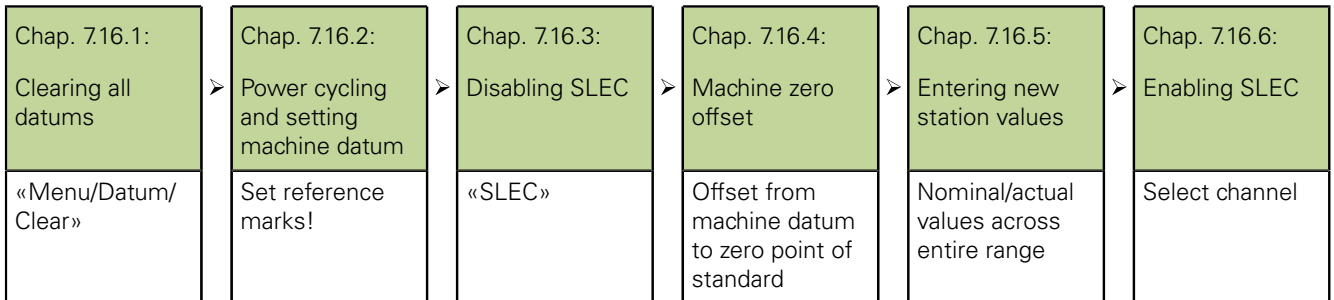 Chap. 7.16.1:
Clearing all
datums
«Menu/Datum/
Clear»
➢
Chap. 7.16.2:
Power cycling
and setting
machine datum
Set reference
marks!
➢
Chap. 7.16.3:
Disabling SLEC
«SLEC»
➢
Chap. 7.16.4:
Machine zero
offset
Offset from
machine datum
to zero point of
standard
➢
Chap. 7.16.5:
Entering new
station values
Nominal/actual
values across
entire range
➢
Chap. 7.16.6:
Enabling SLEC
Select channel